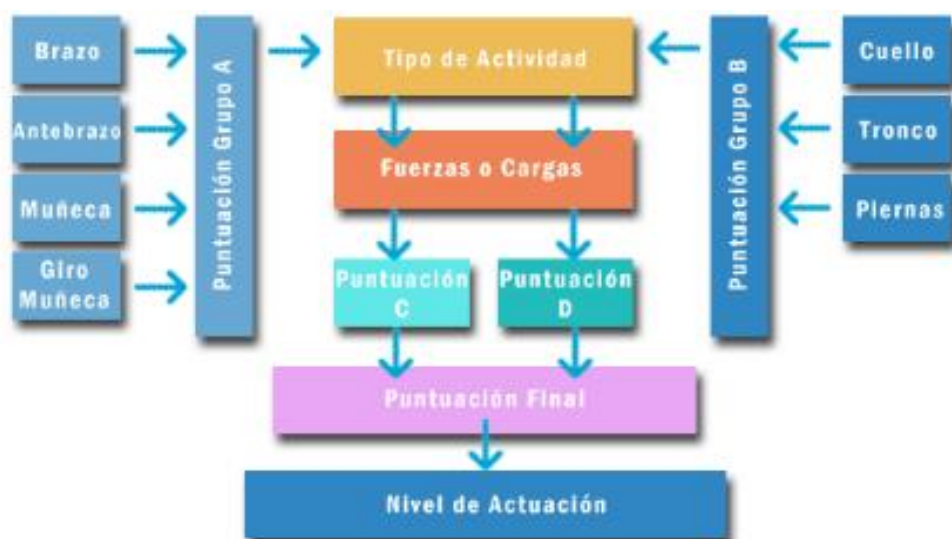 Brazo
Antebrazo
Muñeca
Giro
Muñeca
Puntuación Grupo A
Tipo de Actividad
Fuerzas o Cargas
Puntuación
C
Puntuación
D
Puntuación Final
Nivel de Actuación
Puntuación Grupo B
Cuello
Tronco
Piernas